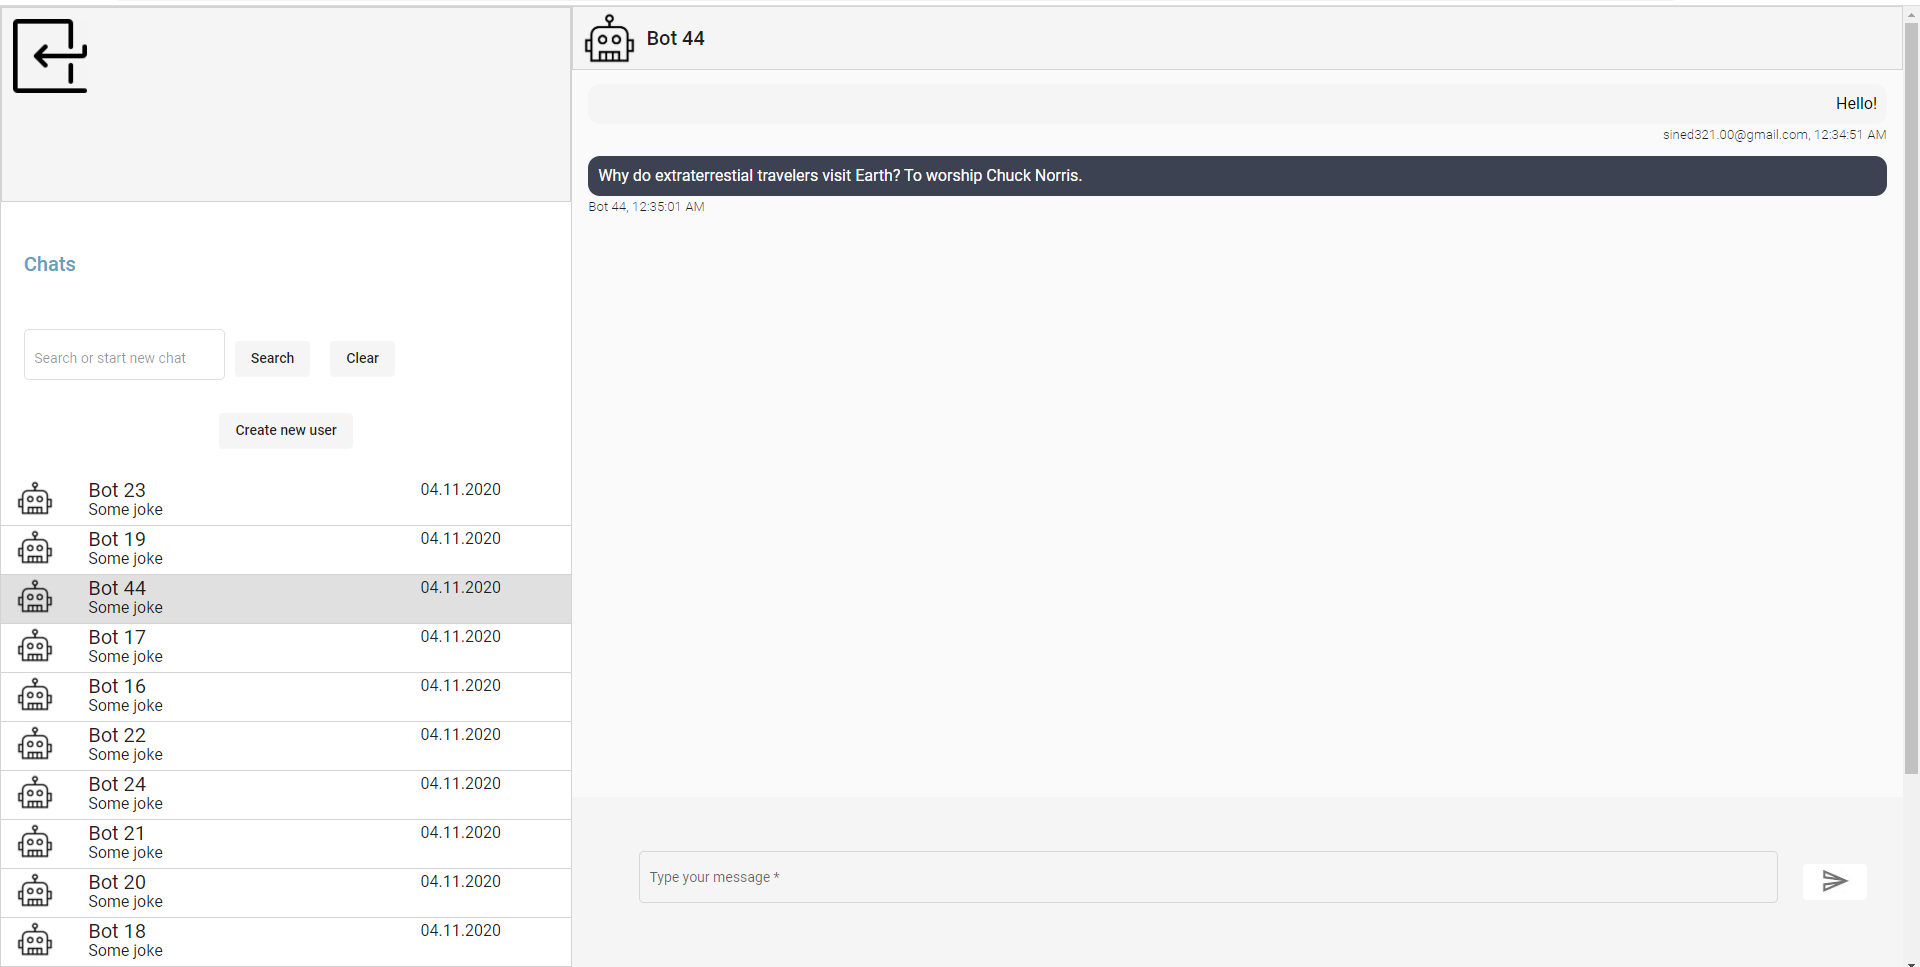 Bot 44
Hello!
sined321.00@gmail.com, 12:34:51 AM
Why do extraterrestial travelers visit Earth? To worship Chuck Norris.
Bot 44, 12:35:01 AM
Type your message *
Chats
Search or start new chat
Search
Clear
Create new user
Bot 23
04.11.2020
Some joke
Bot 19
04.11.2020
Some joke
Bot 44
04.11.2020
Some joke
Bot 17
04.11.2020
Some joke
Bot 16
04.11.2020
Some joke
Bot 22
04.11.2020
Some joke
Bot 24
04.11.2020
Some joke
Bot 21
04.11.2020
Some joke
Bot 20
04.11.2020
Some joke
Bot 18
04.11.2020
Some joke